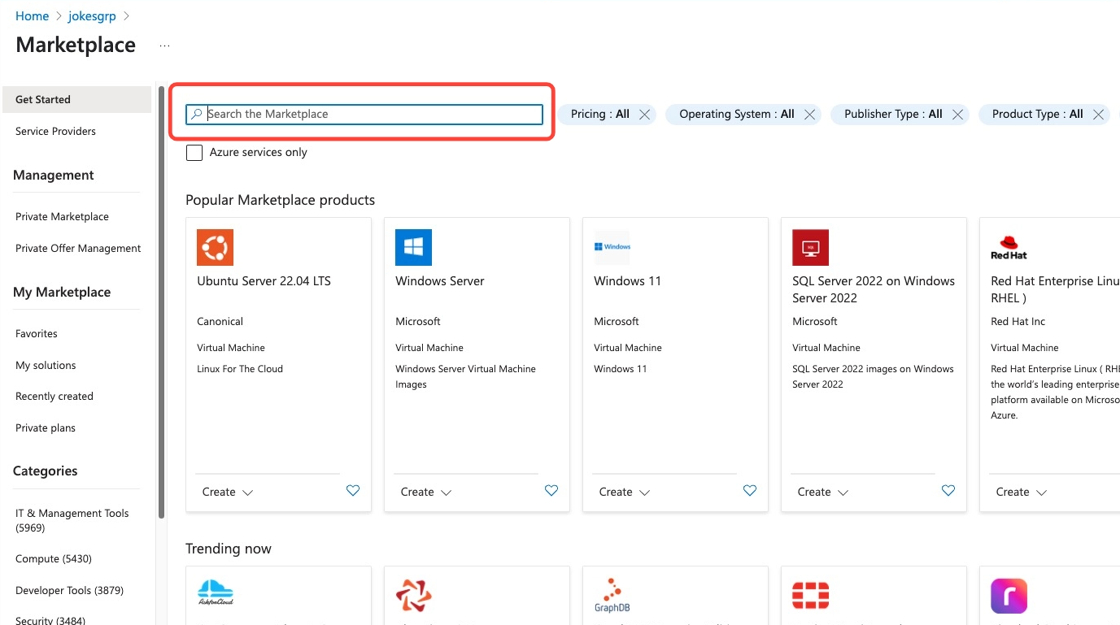 Home > jokesgrp >
Marketplace ...
Get Started
Service Providers
Management
Private Marketplace
Private Offer Management
My Marketplace
Favorites
My solutions
Recently created
Private plans
Categories
IT & Management Tools
(5969)
Compute (5430)
Developer Tools (3879)
Security (3484)
Search the Marketplace
Pricing : All
Operating System : All
Publisher Type : All
Product Type : All
Azure services only
Popular Marketplace products
Ubuntu Server 22.04 LTS
Canonical
Virtual Machine
Linux For The Cloud
Create
Windows Server
Microsoft
Virtual Machine
Windows Server Virtual Machine
Images
Create
Windows
Windows 11
Microsoft
Virtual Machine
Windows 11
Create
SQL
SQL Server 2022 on Windows
Server 2022
Microsoft
Virtual Machine
SQL Server 2022 images on Windows
Server 2022
Create
Red Hat
Red Hat Enterprise Linu
RHEL )
Red Hat Inc
Virtual Machine
Red Hat Enterprise Linux ( RHE
the world's leading enterprise
platform available on Microso
Azure.
Create
Trending now
AskforCloud
GraphDB